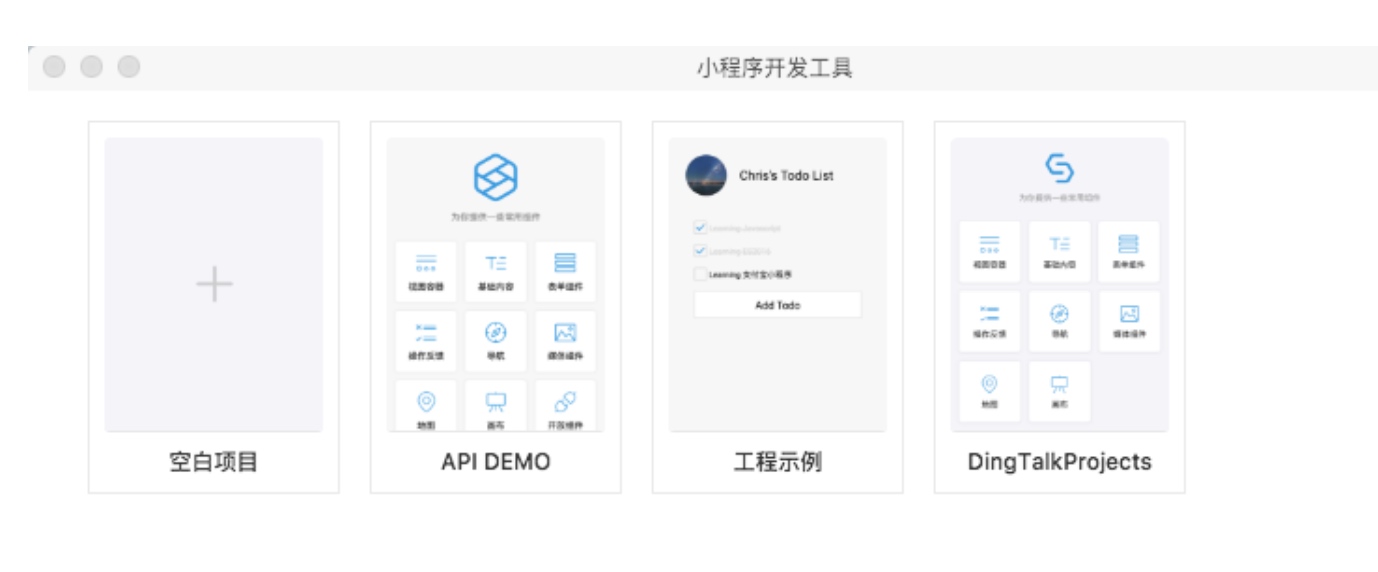 小程序开发工具
为你提供一些常用组件
视图容器 基础内容 表单组件
操作反馈 导航 媒体组件
地图 画布 开放组件
Chris's Todo List
Learning Javascript
Learning ES2016
Learning 支付宝小程序
Add Todo
为你提供一些常用组件
视图容器 基础内容 表单组件
操作反馈 导航 媒体组件
地图 画布
空白项目 API DEMO 工程示例 DingTalkProjects